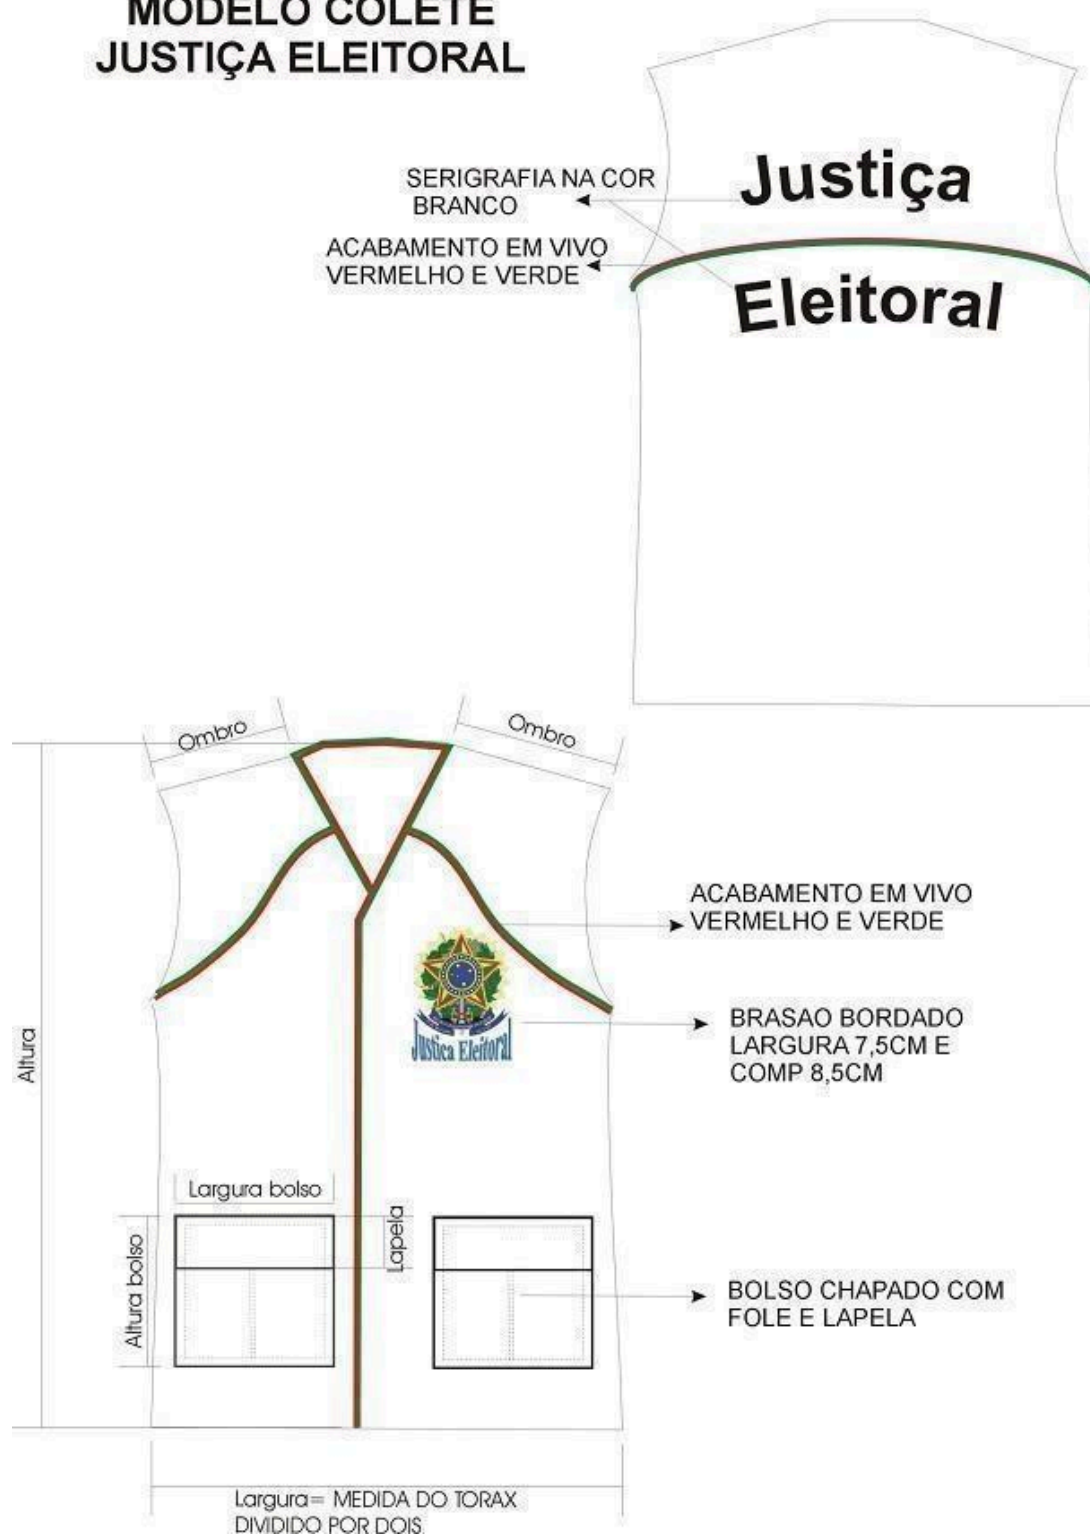 MODELO COLETE
JUSTIÇA ELEITORAL
Justiça
SERIGRAFIA NA COR
BRANCO
ACABAMENTO EM VIVO
VERMELHO E VERDE
Eleitoral
Ombro
Ombro
ACABAMENTO EM VIVO
VERMELHO E VERDE
BRASAO BORDADO
LARGURA 7,5CM E
COMP 8,5CM
Justiça Eleitoral
Altura
Largura bolso
Lapela
Altura bolso
BOLSO CHAPADO COM
FOLE E LAPELA
Largura= MEDIDA DO TORAX
DIVIDIDO POR DOIS